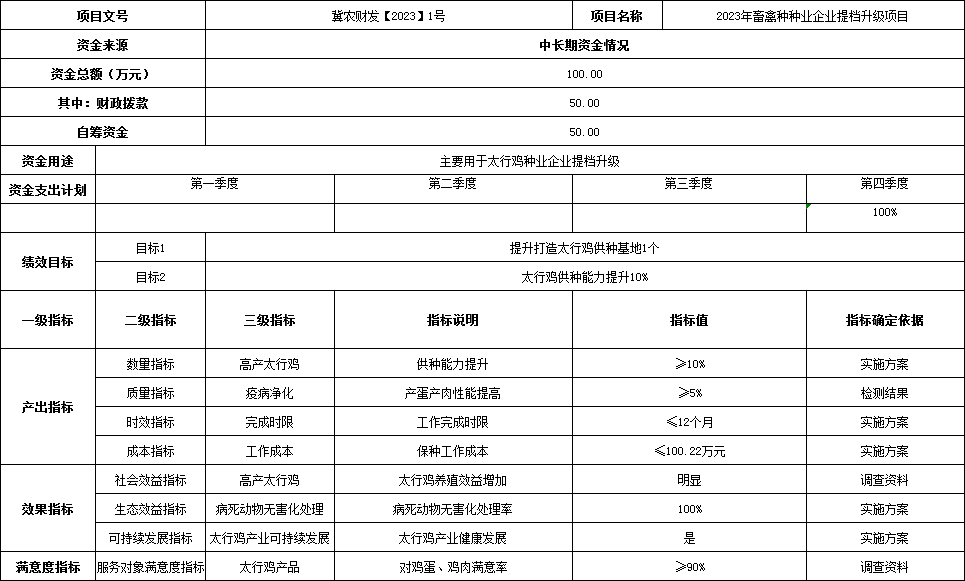 项目文号 冀农财发【2023】1号 项目名称 2023年畜禽种种业企业提档升级项目
资金来源 中长期资金情况
资金总额（万元） 100.00
其中：财政拨款 50.00
自筹资金 50.00
资金用途 主要用于太行鸡种业企业提档升级
资金支出计划 第一季度 第二季度 第三季度 第四季度
100%
绩效目标
目标1 提升打造太行鸡供种基地1个
目标2 太行鸡供种能力提升10%
一级指标 二级指标 三级指标 指标说明 指标值 指标确定依据
产出指标
数量指标 高产太行鸡 供种能力提升 ≥10% 实施方案
质量指标 疫病净化 产蛋产肉性能提高 ≥5% 检测结果
时效指标 完成时限 工作完成时限 ≤12个月 实施方案
成本指标 工作成本 保种工作成本 ≤100.22万元 实施方案
效果指标
社会效益指标 高产太行鸡 太行鸡养殖效益增加 明显 调查资料
生态效益指标 病死动物无害化处理 病死动物无害化处理率 100% 实施方案
可持续发展指标 太行鸡产业可持续发展 太行鸡产业健康发展 是 实施方案
满意度指标 服务对象满意度指标 太行鸡产品 对鸡蛋、鸡肉满意率 ≥90% 调查资料